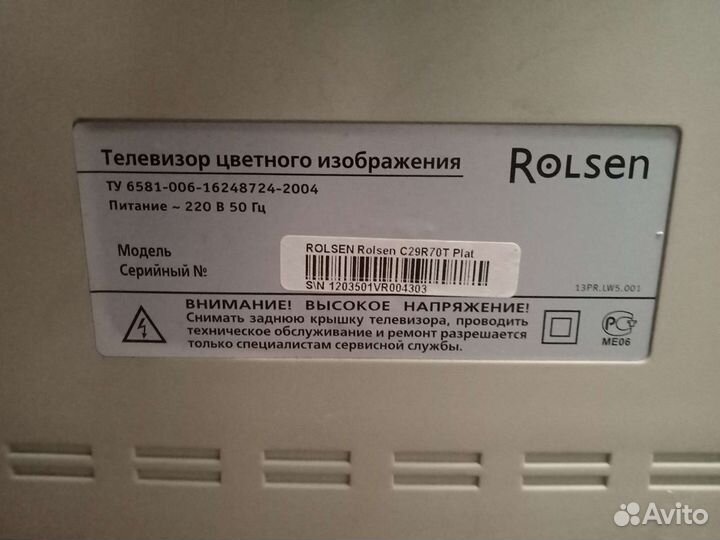 Телевизор цветного изображения
ROLSEN
ТУ 6581-006-16248724-2004
Питание ~ 220 В 50 Гц
Модель
ROLSEN Rolsen C29R70T Plat
Серийный №
S\N 1203501VR004303
13PR.LW5.001
ВНИМАНИЕ! ВЫСОКОЕ НАПРЯЖЕНИЕ!
Снимать заднюю крышку телевизора, проводить
техническое обслуживание и ремонт разрешается
только специалистам сервисной службы.
РСТ
ME06
Avito